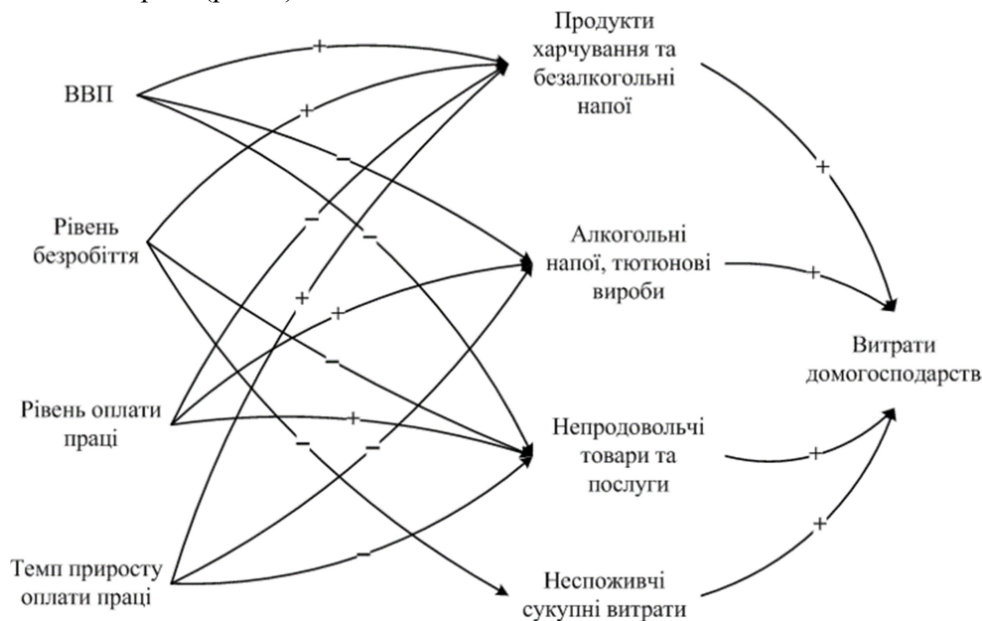 Продукти
харчування та
безалкогольні
напої
ВВП
Рівень
безробіття
Алкогольні
напої, тютюнові
вироби
Витрати
домогосподарств
Рівень оплати
праці
Непродовольчі
товари та
послуги
Темп приросту
оплати праці
Неспоживчі
сукупні витрати
+
+
−
−
−
+
+
−
+
−
−
−
+
+
+
+